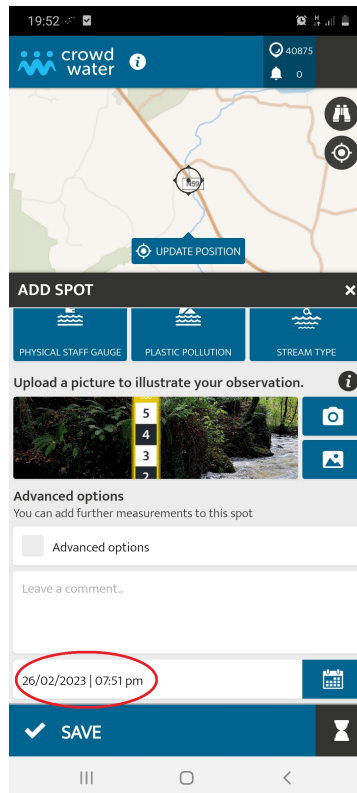 19:52
crowd
water
i
40875
0
N59
UPDATE POSITION
ADD SPOT
PHYSICAL STAFF GAUGE
PLASTIC POLLUTION
STREAM TYPE
Upload a picture to illustrate your observation.
i
5
4
3
2
Advanced options
You can add further measurements to this spot
Advanced options
Leave a comment..
26/02/2023 | 07:51 pm
SAVE